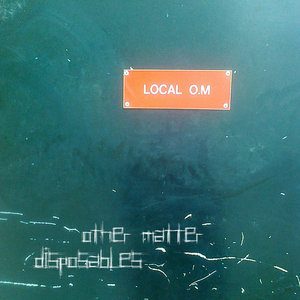 LOCAL O.M
other matter
disposables